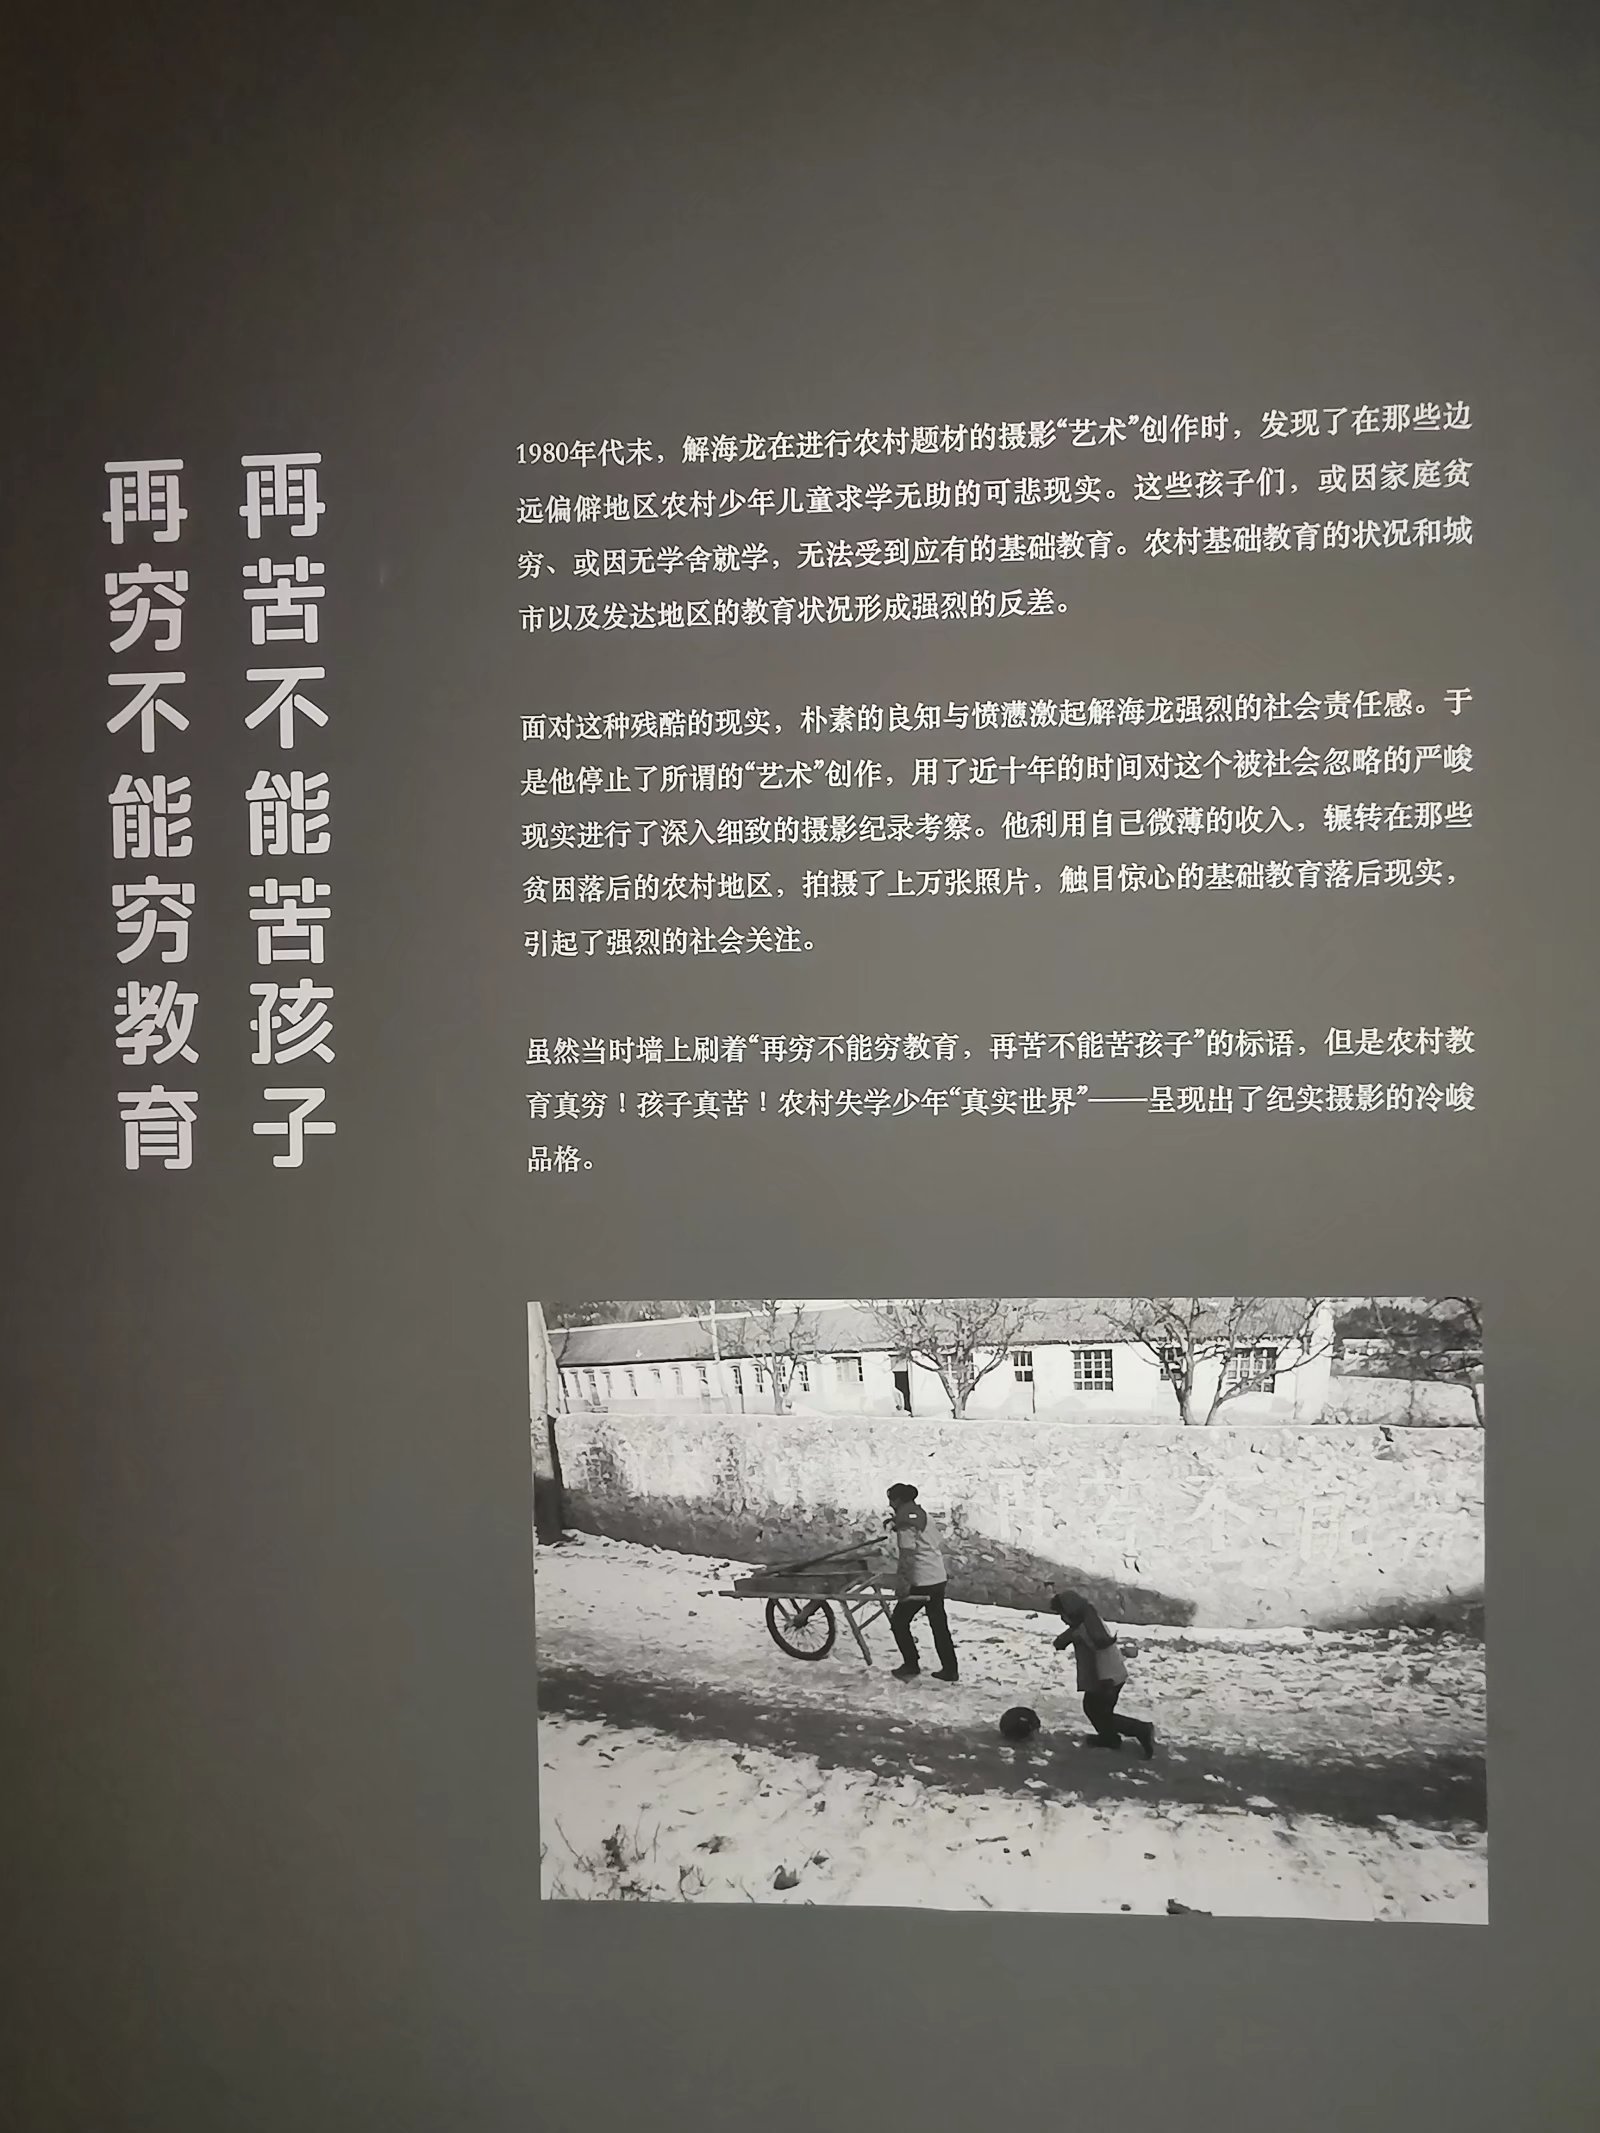 再苦不能苦孩子
再穷不能穷教育
1980年代末，解海龙在进行农村题材的摄影“艺术”创作时，发现了在那些边
远偏僻地区农村少年儿童求学无助的可悲现实。这些孩子们，或因家庭贫
穷、或因无学舍就学，无法受到应有的基础教育。农村基础教育的状况和城
市以及发达地区的教育状况形成强烈的反差。
面对这种残酷的现实，朴素的良知与愤懑激起解海龙强烈的社会责任感。于
是他停止了所谓的“艺术”创作，用了近十年的时间对这个被社会忽略的严峻
现实进行了深入细致的摄影纪录考察。他利用自己微薄的收入，辗转在那些
贫困落后的农村地区，拍摄了上万张照片，触目惊心的基础教育落后现实，
引起了强烈的社会关注。
虽然当时墙上刷着“再穷不能穷教育，再苦不能苦孩子”的标语，但是农村教
育真穷！孩子真苦！农村失学少年“真实世界”——呈现出了纪实摄影的冷峻
品格。
再穷不能